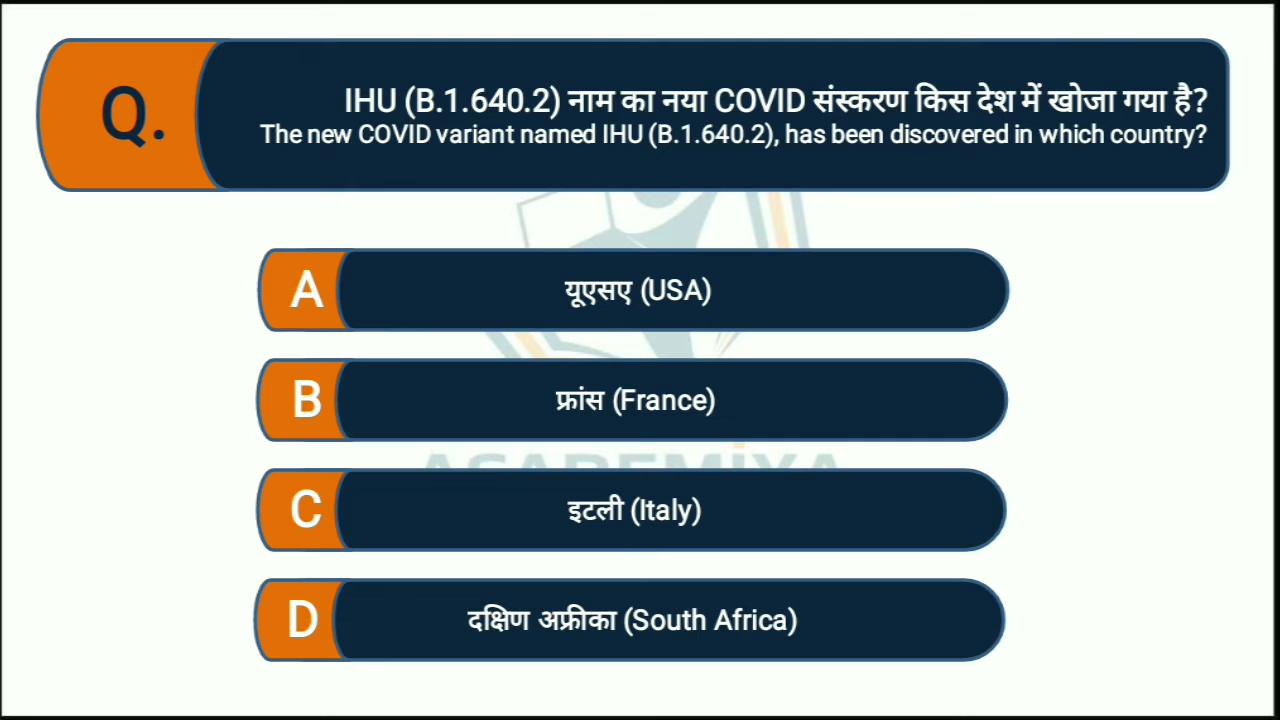 Q.
IHU (B.1.640.2) नाम का नया COVID संस्करण किस देश में खोजा गया है?
The new COVID variant named IHU (B.1.640.2), has been discovered in which country?
A
यूएसए (USA)
B
फ्रांस (France)
C
इटली (Italy)
D
दक्षिण अफ्रीका (South Africa)